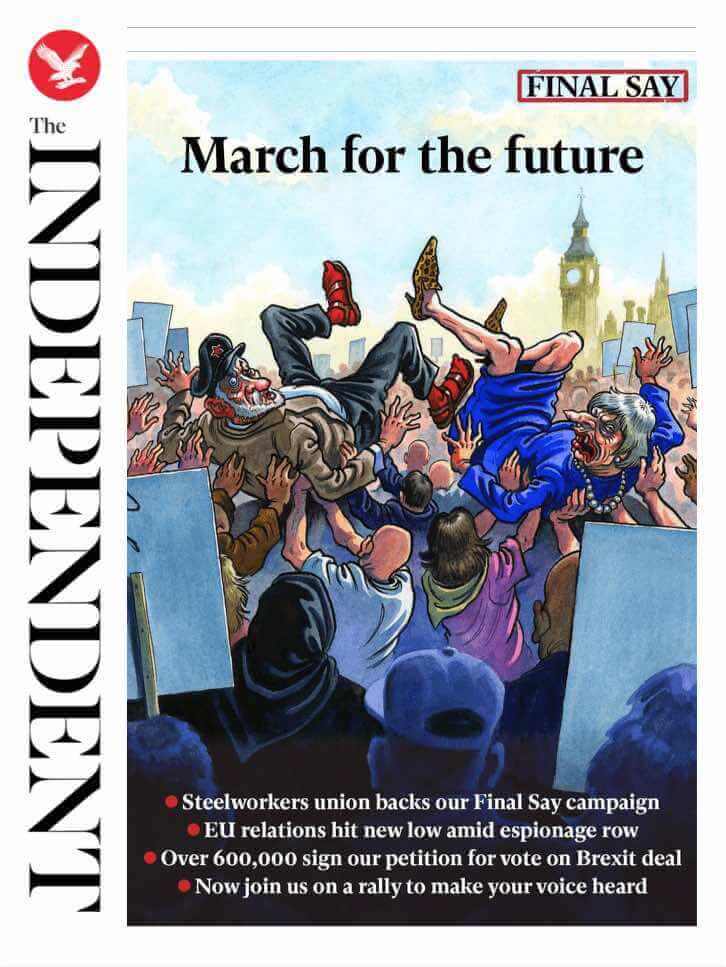 The
INDEPENDENT
FINAL SAY
March for the future
● Steelworkers union backs our Final Say campaign
● EU relations hit new low amid espionage row
● Over 600,000 sign our petition for vote on Brexit deal
● Now join us on a rally to make your voice heard